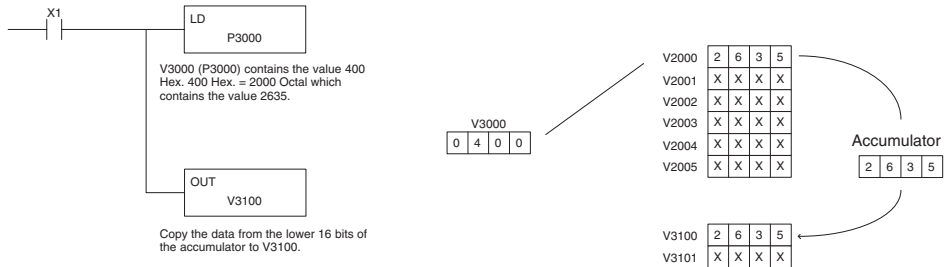 X1
LD
P3000
V3000 (P3000) contains the value 400
Hex. 400 Hex. = 2000 Octal which
contains the value 2635.
OUT
V3100
Copy the data from the lower 16 bits of
the accumulator to V3100.
V3000
0 4 0 0
V2000 2 6 3 5
V2001 X X X X
V2002 X X X X
V2003 X X X X
V2004 X X X X
V2005 X X X X
Accumulator
2 6 3 5
V3100 2 6 3 5
V3101 X X X X